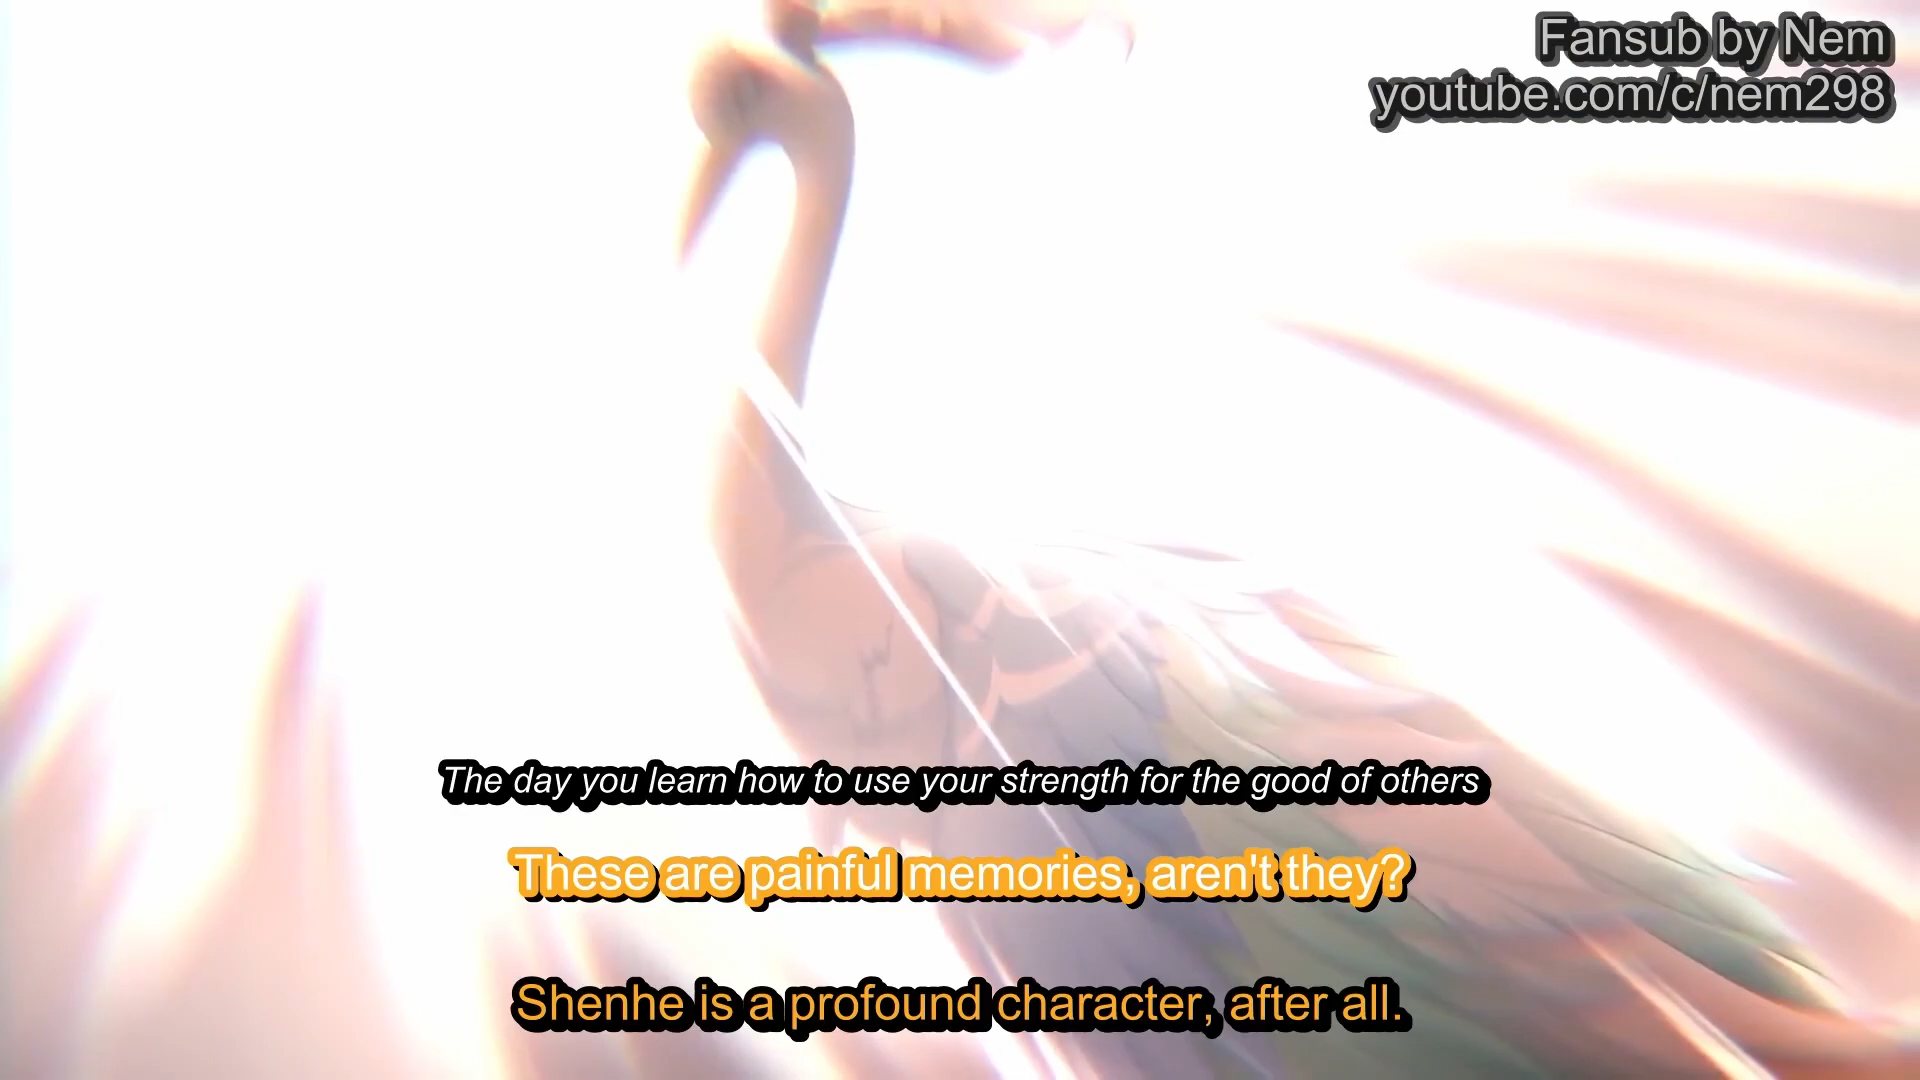 Fansub by Nem
youtube.com/c/nem298
The day you learn how to use your strength for the good of others
These are painful memories, aren't they?
Shenhe is a profound character, after all.